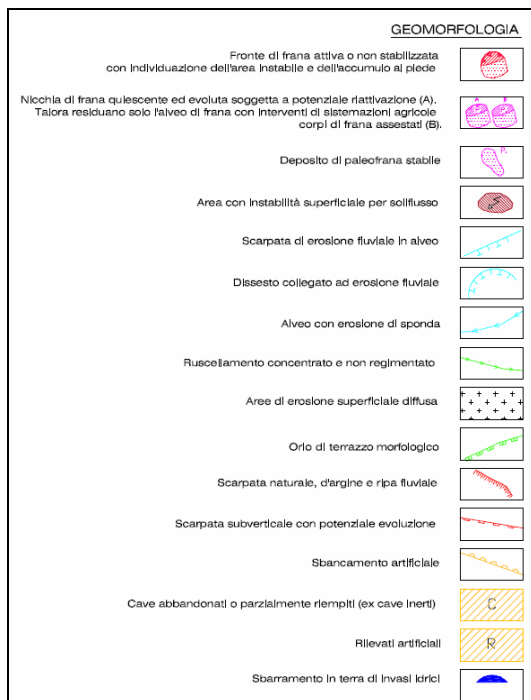 GEOMORFOLOGIA
Fronte di frana attiva o non stabilizzata
con individuazione dell'area instabile e dell'accumulo al piede
Nicchia di frana quiescente ed evoluta soggetta a potenziale riattivazione (A).
Talora residuano solo l'alveo di frana con interventi di sistemazioni agricole
corpi di frana assestati (B).
A B
Deposito di paleofrana stabile
Area con instabilità superficiale per soliflusso
Scarpata di erosione fluviale in alveo
Dissesto collegato ad erosione fluviale
Alveo con erosione di sponda
Ruscellamento concentrato e non regimentato
Aree di erosione superficiale diffusa
Orlo di terrazzo morfologico
Scarpata naturale, d'argine e ripa fluviale
Scarpata subverticale con potenziale evoluzione
Sbancamento artificiale
Cave abbandonati o parzialmente riempiti (ex cave inerti)
C
Rilevati artificiali
R
Sbarramento in terra di invasi idrici